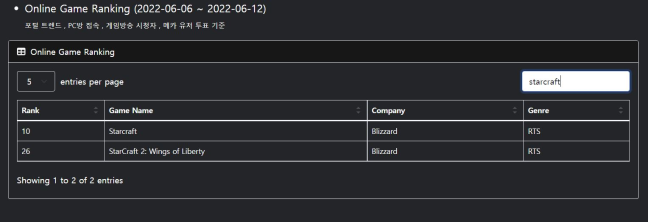 Online Game Ranking (2022-06-06 ~ 2022-06-12)
포털 트렌드 , PC방 접속 , 게임방송 시청자 , 메카 유저 투표 기준
Online Game Ranking
5 entries per page starcraft
Rank Game Name Company Genre
10 Starcraft Blizzard RTS
26 StarCraft 2: Wings of Liberty Blizzard RTS
Showing 1 to 2 of 2 entries